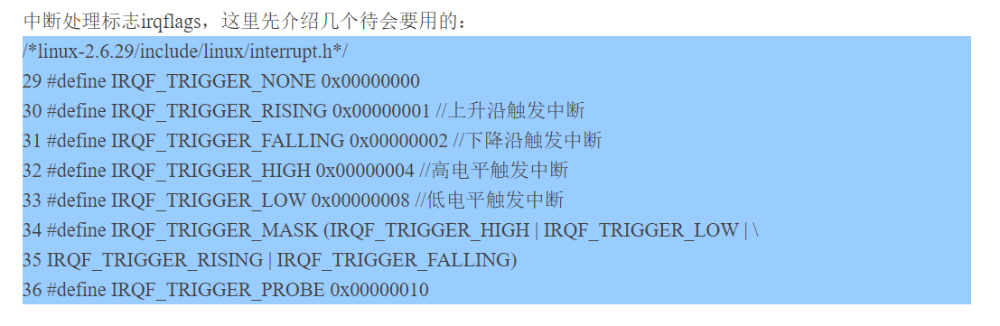 中断处理标志irqflags，这里先介绍几个待会要用的：
/*linux-2.6.29/include/linux/interrupt.h*/
29 #define IRQF_TRIGGER_NONE 0x00000000
30 #define IRQF_TRIGGER_RISING 0x00000001 //上升沿触发中断
31 #define IRQF_TRIGGER_FALLING 0x00000002 //下降沿触发中断
32 #define IRQF_TRIGGER_HIGH 0x00000004 //高电平触发中断
33 #define IRQF_TRIGGER_LOW 0x00000008 //低电平触发中断
34 #define IRQF_TRIGGER_MASK (IRQF_TRIGGER_HIGH | IRQF_TRIGGER_LOW | \
35 IRQF_TRIGGER_RISING | IRQF_TRIGGER_FALLING)
36 #define IRQF_TRIGGER_PROBE 0x00000010